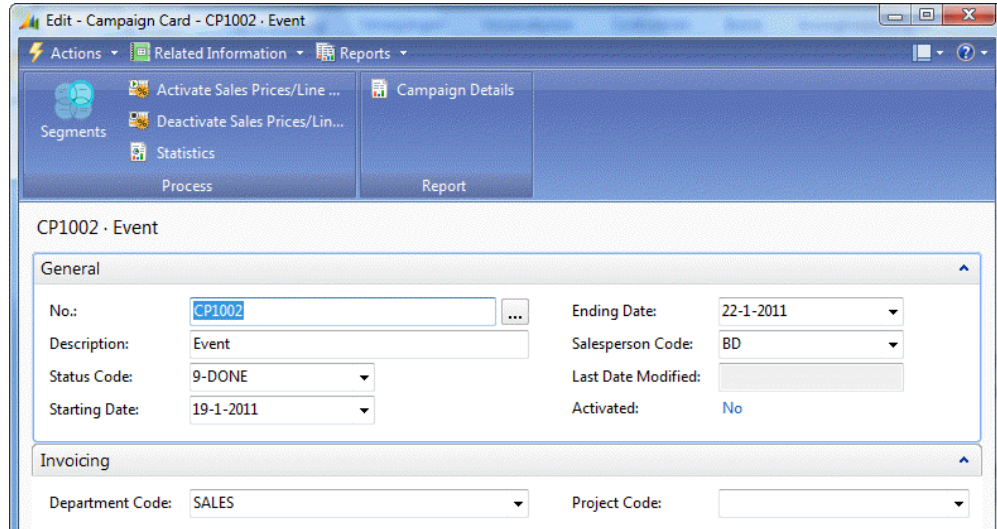 Edit - Campaign Card - CP1002 · Event
Actions Related Information Reports
Segments
Activate Sales Prices/Line ...
Deactivate Sales Prices/Lin...
Statistics
Campaign Details
Process Report
CP1002 · Event
General
No.: CP1002 ... Ending Date: 22-1-2011
Description: Event Salesperson Code: BD
Status Code: 9-DONE Last Date Modified:
Starting Date: 19-1-2011 Activated: No
Invoicing
Department Code: SALES Project Code: